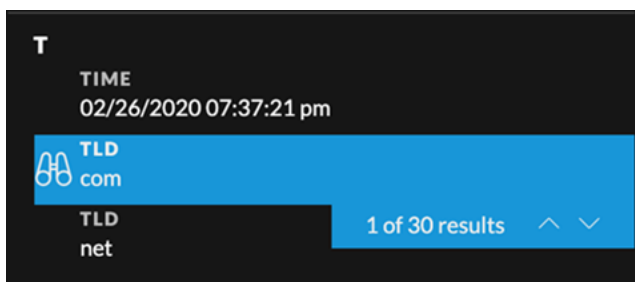 T
TIME
02/26/2020 07:37:21 pm
TLD
com
TLD
1 of 30 results
net